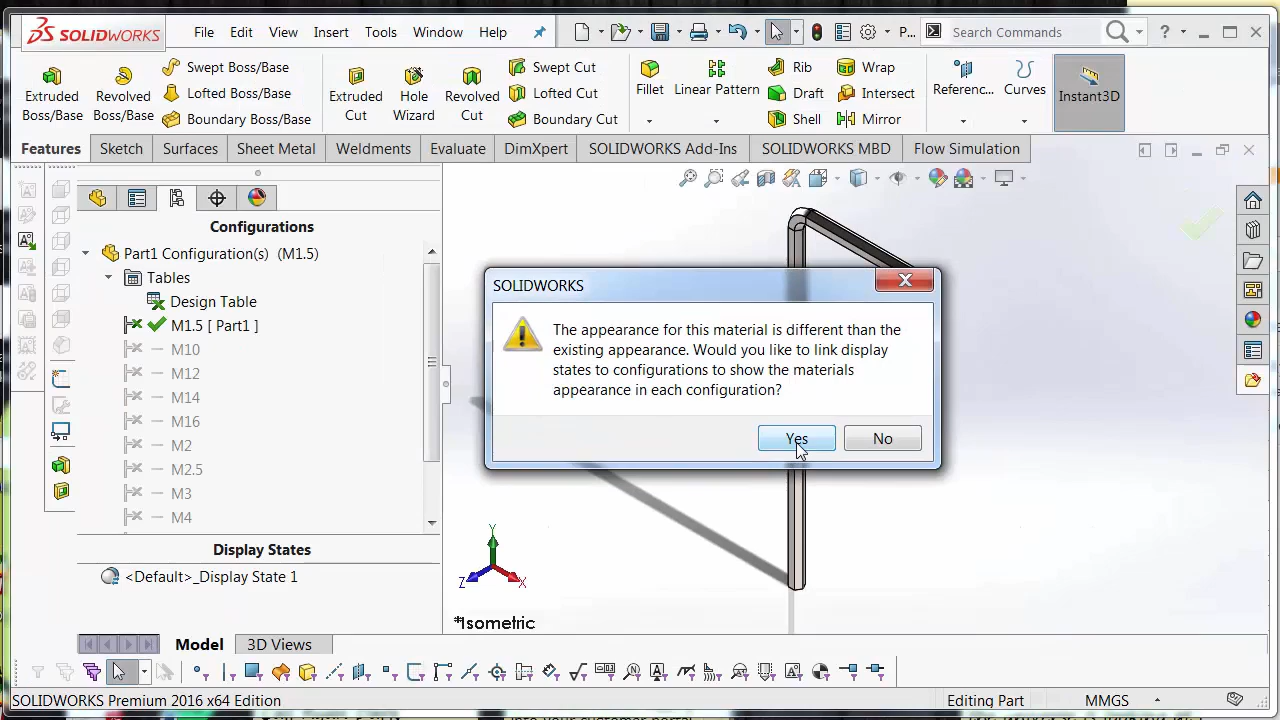 SOLIDWORKS File Edit View Insert Tools Window Help P... Search Commands ?
Extruded Boss/Base
Revolved Boss/Base
Swept Boss/Base
Lofted Boss/Base
Boundary Boss/Base
Extruded Cut
Hole Wizard
Revolved Cut
Swept Cut
Lofted Cut
Boundary Cut
Fillet
Linear Pattern
Rib
Draft
Shell
Wrap
Intersect
Mirror
Referenc...
Curves
Instant3D
Features Sketch Surfaces Sheet Metal Weldments Evaluate DimXpert SOLIDWORKS Add-Ins SOLIDWORKS MBD Flow Simulation
Configurations
Part1 Configuration(s) (M1.5)
Tables
Design Table
M1.5 [ Part1 ]
M10
M12
M14
M16
M2
M2.5
M3
M4
Display States
<Default>_Display State 1
SOLIDWORKS
The appearance for this material is different than the
existing appearance. Would you like to link display
states to configurations to show the materials
appearance in each configuration?
Yes No
Y
Z X
*Isometric
Model 3D Views
SOLIDWORKS Premium 2016 x64 Edition Editing Part MMGS